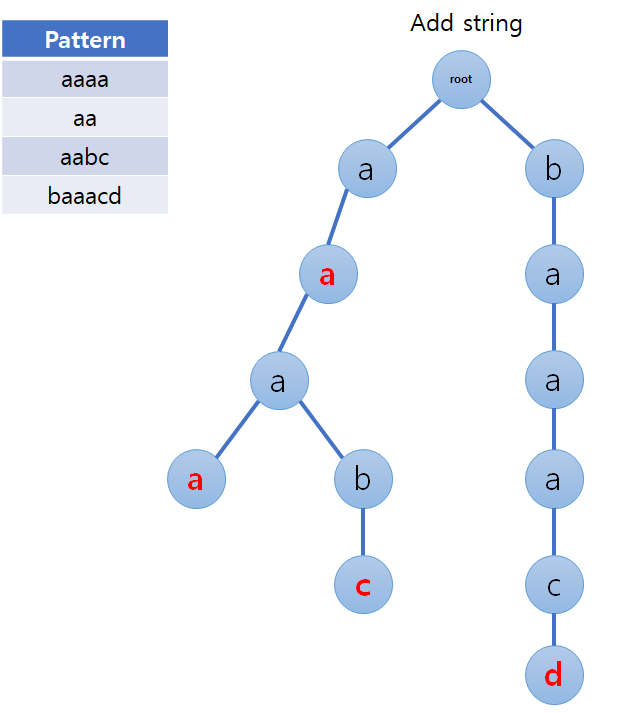 Add string
Pattern
aaaa
aa
aabc
baaacd
root
a b
a a
a a
a b a
c c
d